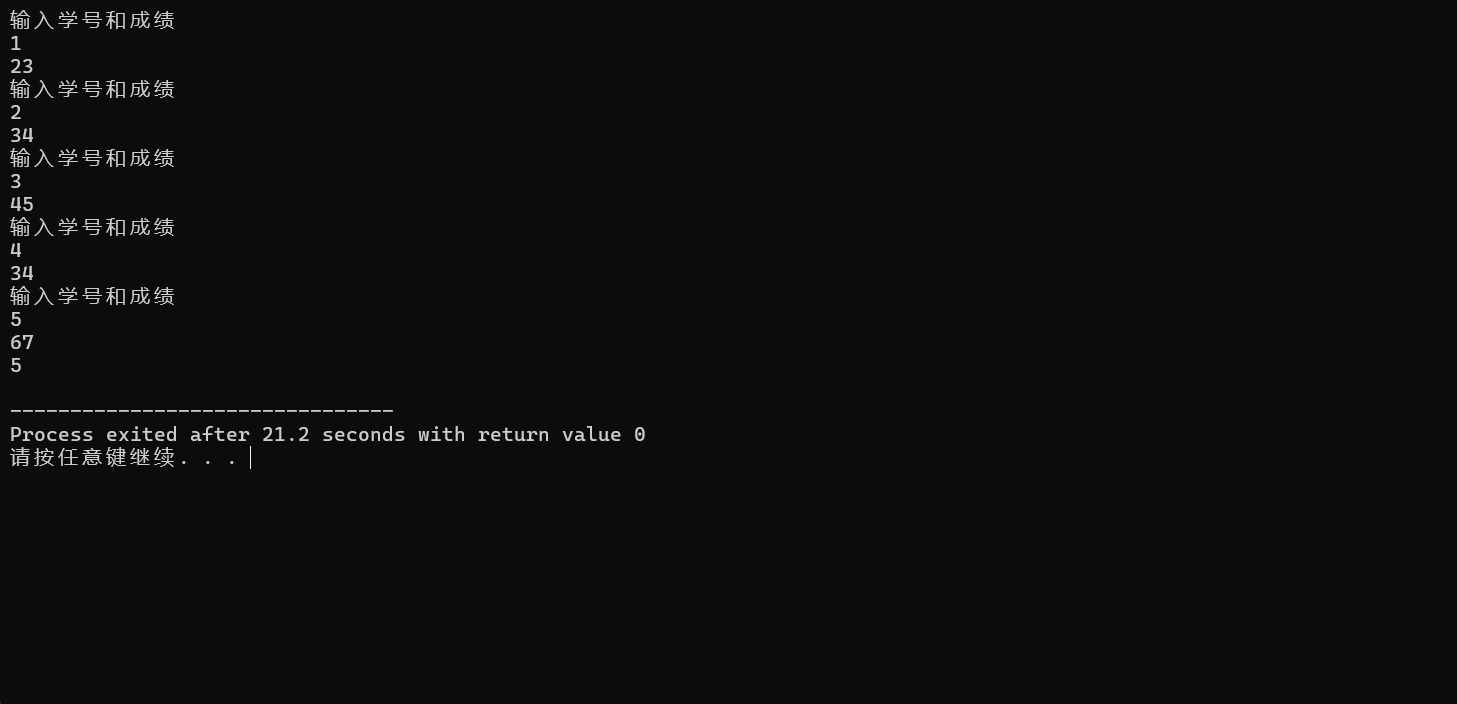 输入学号和成绩
1
23
输入学号和成绩
2
34
输入学号和成绩
3
45
输入学号和成绩
4
34
输入学号和成绩
5
67
5
--------------------------------
Process exited after 21.2 seconds with return value 0
请按任意键继续. . .